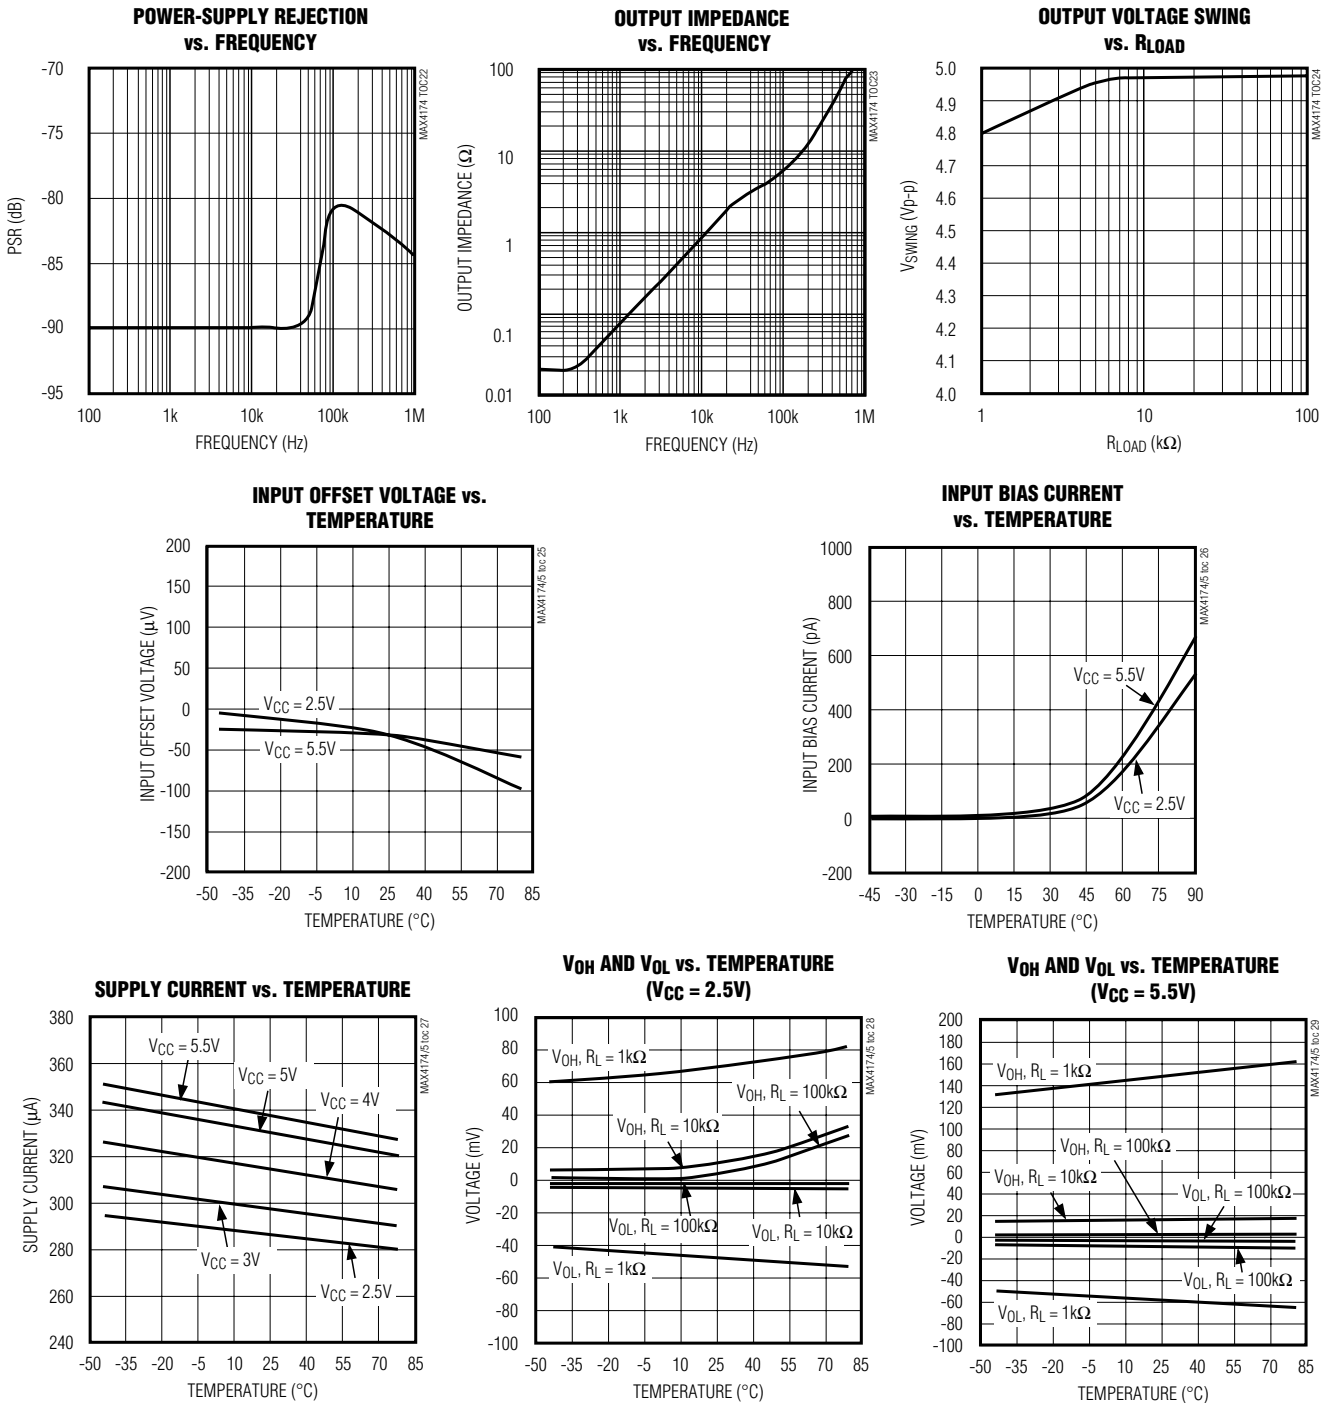 POWER-SUPPLY REJECTION
vs. FREQUENCY
-70
-75
-80
-85
-90
-95
PSR (dB)
100
1k
10k
100k
1M
FREQUENCY (Hz)
MAX4174 TOC22
OUTPUT IMPEDANCE
vs. FREQUENCY
100
10
1
0.1
0.01
OUTPUT IMPEDANCE (Ω)
100
1k
10k
100k
1M
FREQUENCY (Hz)
MAX4174 TOC23
OUTPUT VOLTAGE SWING
vs. RLOAD
5.0
4.9
4.8
4.7
4.6
4.5
4.4
4.3
4.2
4.1
4.0
VSWING (Vp-p)
1
10
100
RLOAD (kΩ)
MAX4174 TOC24
INPUT OFFSET VOLTAGE vs.
TEMPERATURE
200
150
100
50
0
-50
-100
-150
-200
INPUT OFFSET VOLTAGE (µV)
VCC = 2.5V
VCC = 5.5V
-50
-35
-20
-5
10
25
40
55
70
85
TEMPERATURE (°C)
MAX4174/5 toc 25
INPUT BIAS CURRENT
vs. TEMPERATURE
1000
800
600
400
200
0
-200
INPUT BIAS CURRENT (pA)
VCC = 5.5V
VCC = 2.5V
-45
-30
-15
0
15
30
45
60
75
90
TEMPERATURE (°C)
MAX4174/5 toc 26
SUPPLY CURRENT vs. TEMPERATURE
380
360
340
320
300
280
260
240
SUPPLY CURRENT (µA)
VCC = 5.5V
VCC = 5V
VCC = 4V
VCC = 3V
VCC = 2.5V
-50
-35
-5
10
25
55
70
85
TEMPERATURE (°C)
MAX4174/5 toc 27
VOH AND VOL vs. TEMPERATURE
(VCC = 2.5V)
100
80
60
40
20
0
-20
-40
-60
-80
-100
VOLTAGE (mV)
VOH, RL = 1kΩ
VOH, RL = 100kΩ
VOH, RL = 10kΩ
VOL, RL = 100kΩ
VOL, RL = 10kΩ
VOL, RL = 1kΩ
-50
-35
-20
-5
10
25
40
55
70
85
TEMPERATURE (°C)
MAX4174/5 toc 28
VOH AND VOL vs. TEMPERATURE
(VCC = 5.5V)
200
180
160
140
120
100
80
60
40
20
0
-20
-40
-60
-80
-100
VOLTAGE (mV)
VOH, RL = 1kΩ
VOH, RL = 100kΩ
VOH, RL = 10kΩ
VOL, RL = 100kΩ
VOL, RL = 100kΩ
VOL, RL = 1kΩ
-50
-35
-20
-5
10
25
45
55
70
85
TEMPERATURE (°C)
MAX4174/5 toc 29